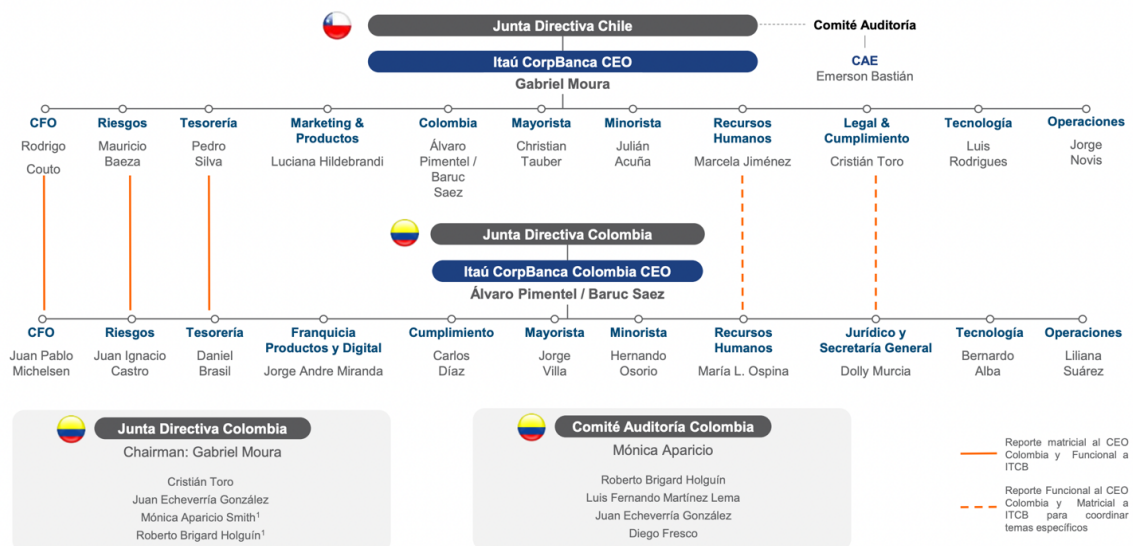 Junta Directiva Chile
Comité Auditoría
Itaú CorpBanca CEO
CAE
Gabriel Moura
Emerson Bastián
CFO
Rodrigo
Couto
Riesgos
Mauricio
Baeza
Tesorería
Pedro
Silva
Marketing &
Productos
Luciana Hildebrandi
Colombia
Álvaro
Pimentel /
Baruc
Saez
Mayorista
Christian
Tauber
Minorista
Julián
Acuña
Recursos
Humanos
Marcela Jiménez
Legal &
Cumplimiento
Cristián Toro
Tecnología
Luis
Rodrigues
Operaciones
Jorge
Novis
Junta Directiva Colombia
Itaú CorpBanca Colombia CEO
Álvaro Pimentel / Baruc Saez
CFO
Juan Pablo
Michelsen
Riesgos
Juan Ignacio
Castro
Tesorería
Daniel
Brasil
Franquicia
Productos y Digital
Jorge Andre Miranda
Cumplimiento
Carlos
Díaz
Mayorista
Jorge
Villa
Minorista
Hernando
Osorio
Recursos
Humanos
María L. Ospina
Jurídico y
Secretaría General
Dolly Murcia
Tecnología
Bernardo
Alba
Operaciones
Liliana
Suárez
Junta Directiva Colombia
Chairman: Gabriel Moura
Cristián Toro
Juan Echeverría González
Mónica Aparicio Smith¹
Roberto Brigard Holguín¹
Comité Auditoría Colombia
Mónica Aparicio
Roberto Brigard Holguín
Luis Fernando Martínez Lema
Juan Echeverría González
Diego Fresco
Reporte matricial al CEO
Colombia y Funcional a
ITCB
Reporte Funcional al CEO
Colombia y Matricial a
ITCB para coordinar
temas específicos